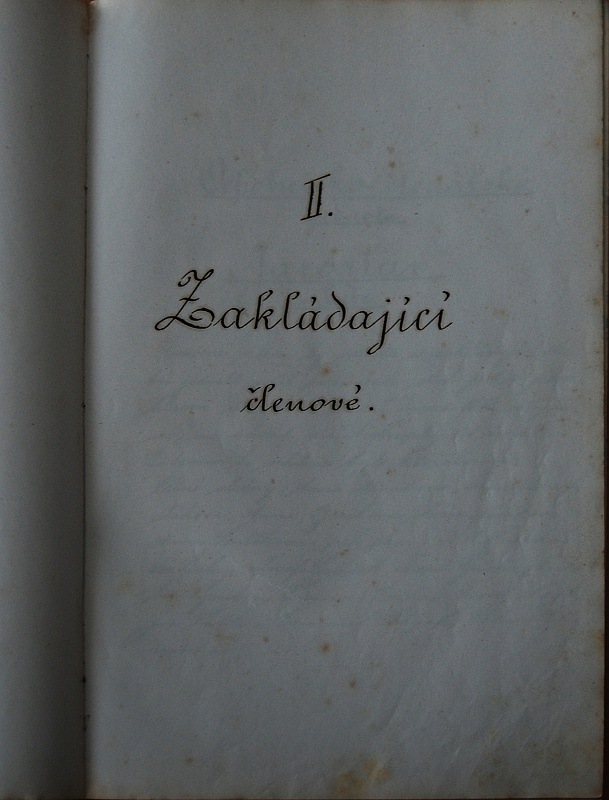 II.
Zakládající
členové.